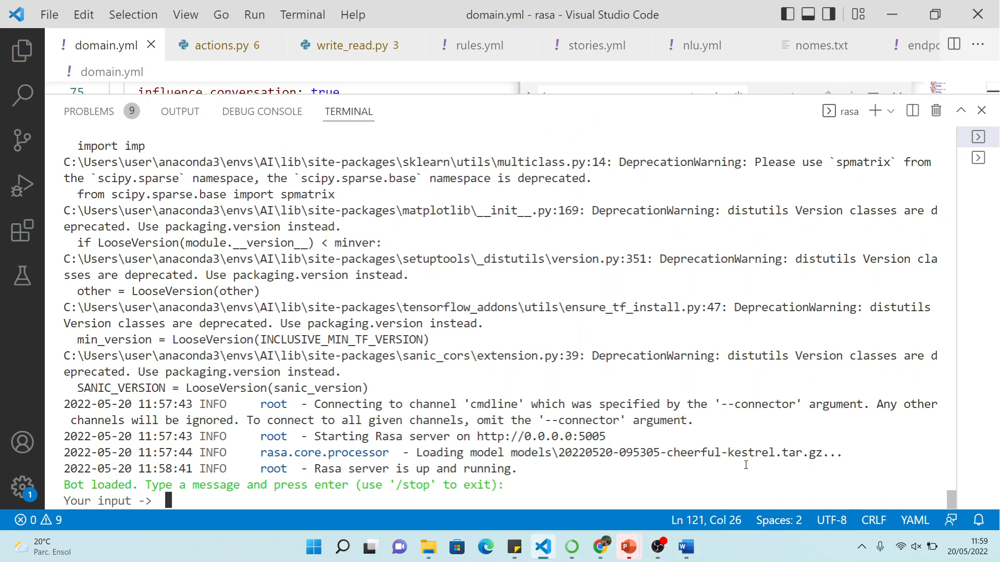 File Edit Selection View Go Run Terminal Help domain.yml - rasa - Visual Studio Code
! domain.yml actions.py 6 write_read.py 3 ! rules.yml ! stories.yml ! nlu.yml nomes.txt ! endpo ...
! domain.yml
75 influence_conversation: true
PROBLEMS 9 OUTPUT DEBUG CONSOLE TERMINAL rasa
import imp
C:\Users\user\anaconda3\envs\AI\lib\site-packages\sklearn\utils\multiclass.py:14: DeprecationWarning: Please use `spmatrix` from
the `scipy.sparse` namespace, the `scipy.sparse.base` namespace is deprecated.
from scipy.sparse.base import spmatrix
C:\Users\user\anaconda3\envs\AI\lib\site-packages\matplotlib\__init__.py:169: DeprecationWarning: distutils Version classes are d
eprecated. Use packaging.version instead.
if LooseVersion(module.__version__) < minver:
C:\Users\user\anaconda3\envs\AI\lib\site-packages\setuptools\_distutils\version.py:351: DeprecationWarning: distutils Version cla
sses are deprecated. Use packaging.version instead.
other = LooseVersion(other)
C:\Users\user\anaconda3\envs\AI\lib\site-packages\tensorflow_addons\utils\ensure_tf_install.py:47: DeprecationWarning: distutils
Version classes are deprecated. Use packaging.version instead.
min_version = LooseVersion(INCLUSIVE_MIN_TF_VERSION)
C:\Users\user\anaconda3\envs\AI\lib\site-packages\sanic_cors\extension.py:39: DeprecationWarning: distutils Version classes are d
eprecated. Use packaging.version instead.
SANIC_VERSION = LooseVersion(sanic_version)
2022-05-20 11:57:43 INFO root - Connecting to channel 'cmdline' which was specified by the '--connector' argument. Any other
channels will be ignored. To connect to all given channels, omit the '--connector' argument.
2022-05-20 11:57:43 INFO root - Starting Rasa server on http://0.0.0.0:5005
2022-05-20 11:57:44 INFO rasa.core.processor - Loading model models\20220520-095305-cheerful-kestrel.tar.gz...
2022-05-20 11:58:41 INFO root - Rasa server is up and running.
Bot loaded. Type a message and press enter (use '/stop' to exit):
Your input ->
1
0 9 Ln 121, Col 26 Spaces: 2 UTF-8 CRLF YAML
20°C
Parc. Ensol
11:59
20/05/2022